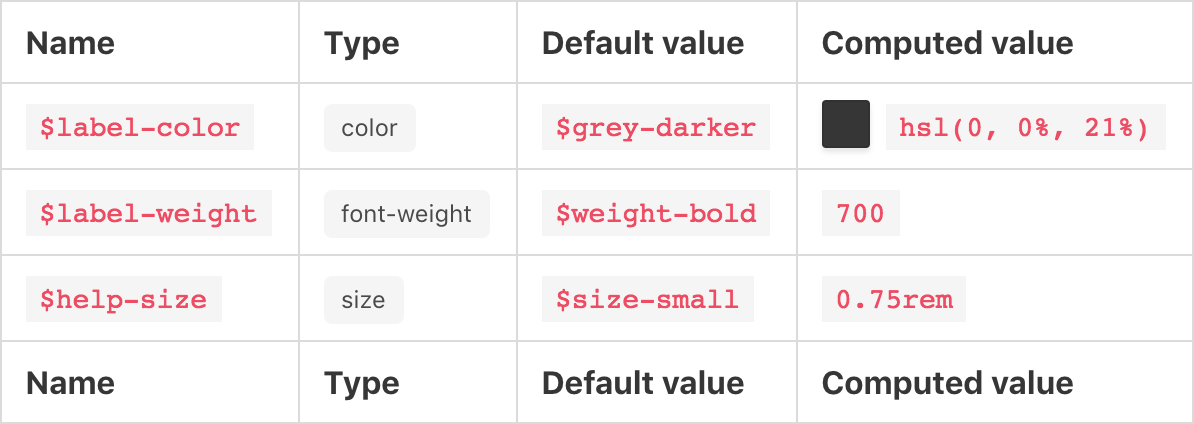 Name Type Default value Computed value
$label-color color $grey-darker hsl(0, 0%, 21%)
$label-weight font-weight $weight-bold 700
$help-size size $size-small 0.75rem
Name Type Default value Computed value